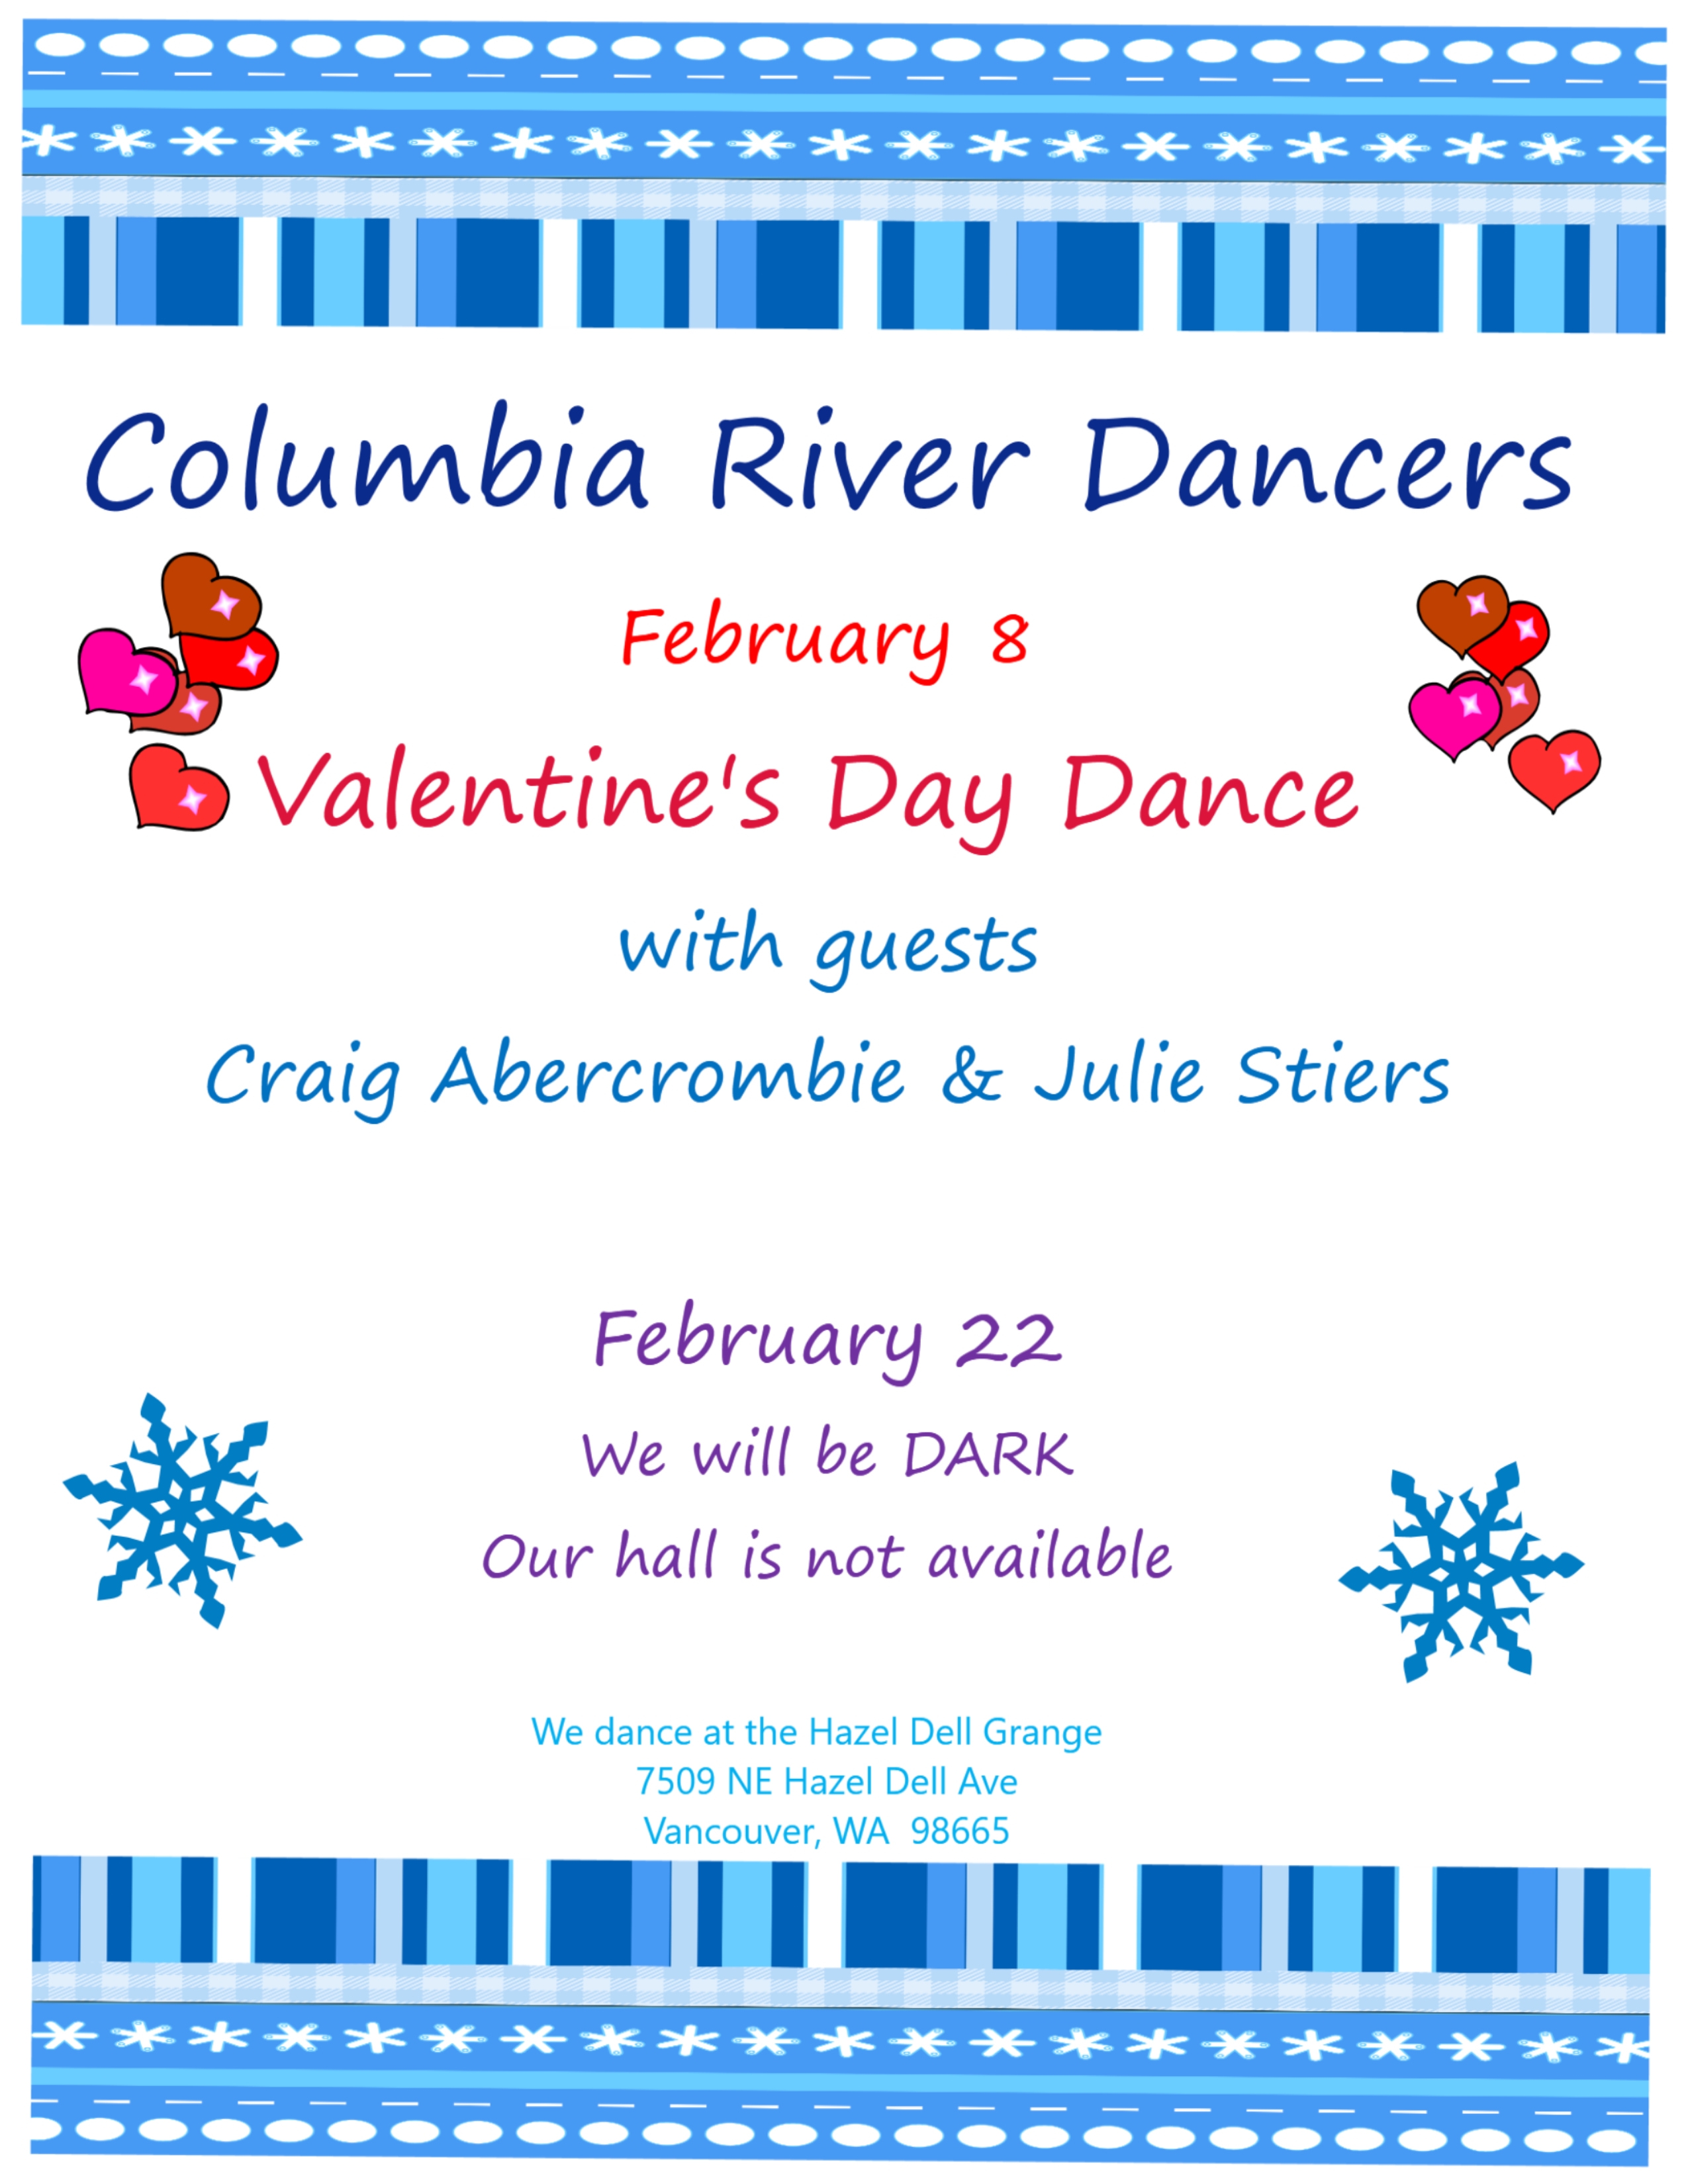 Columbia River Dancers
February 8
Valentine's Day Dance
with guests
Craig Abercrombie & Julie Stiers
February 22
We will be DARK
Our hall is not available
We dance at the Hazel Dell Grange
7509 NE Hazel Dell Ave
Vancouver, WA 98665